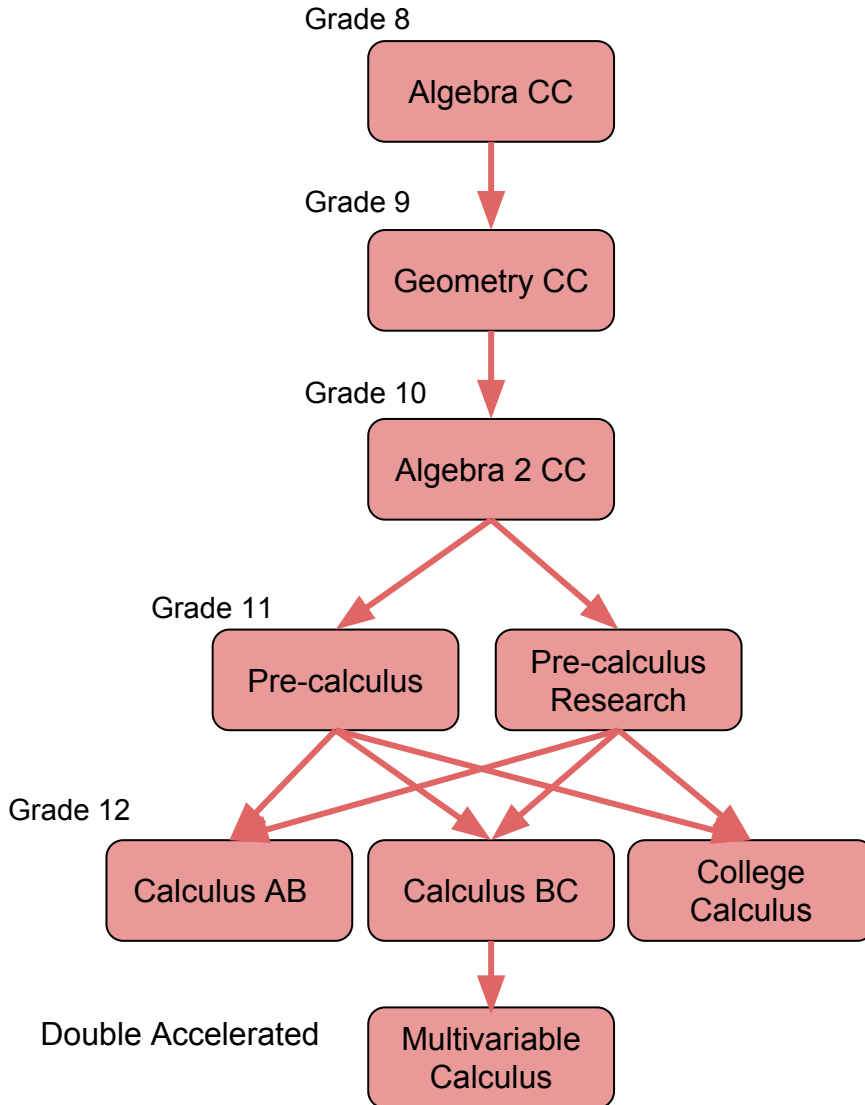 Grade 8
Algebra CC
Grade 9
Geometry CC
Grade 10
Algebra 2 CC
Grade 11
Pre-calculus
Pre-calculus
Research
Grade 12
Calculus AB
Calculus BC
College
Calculus
Double Accelerated
Multivariable
Calculus